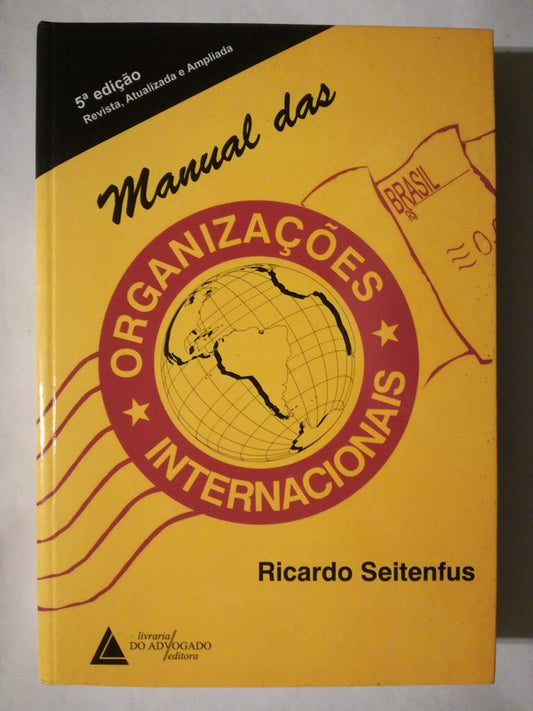 5ª edição
Revista, Atualizada e Ampliada
Manual das
ORGANIZAÇÕES
INTERNACIONAIS
BRASIL
R$
Ricardo Seitenfus
livraria
DO ADVOGADO
editora